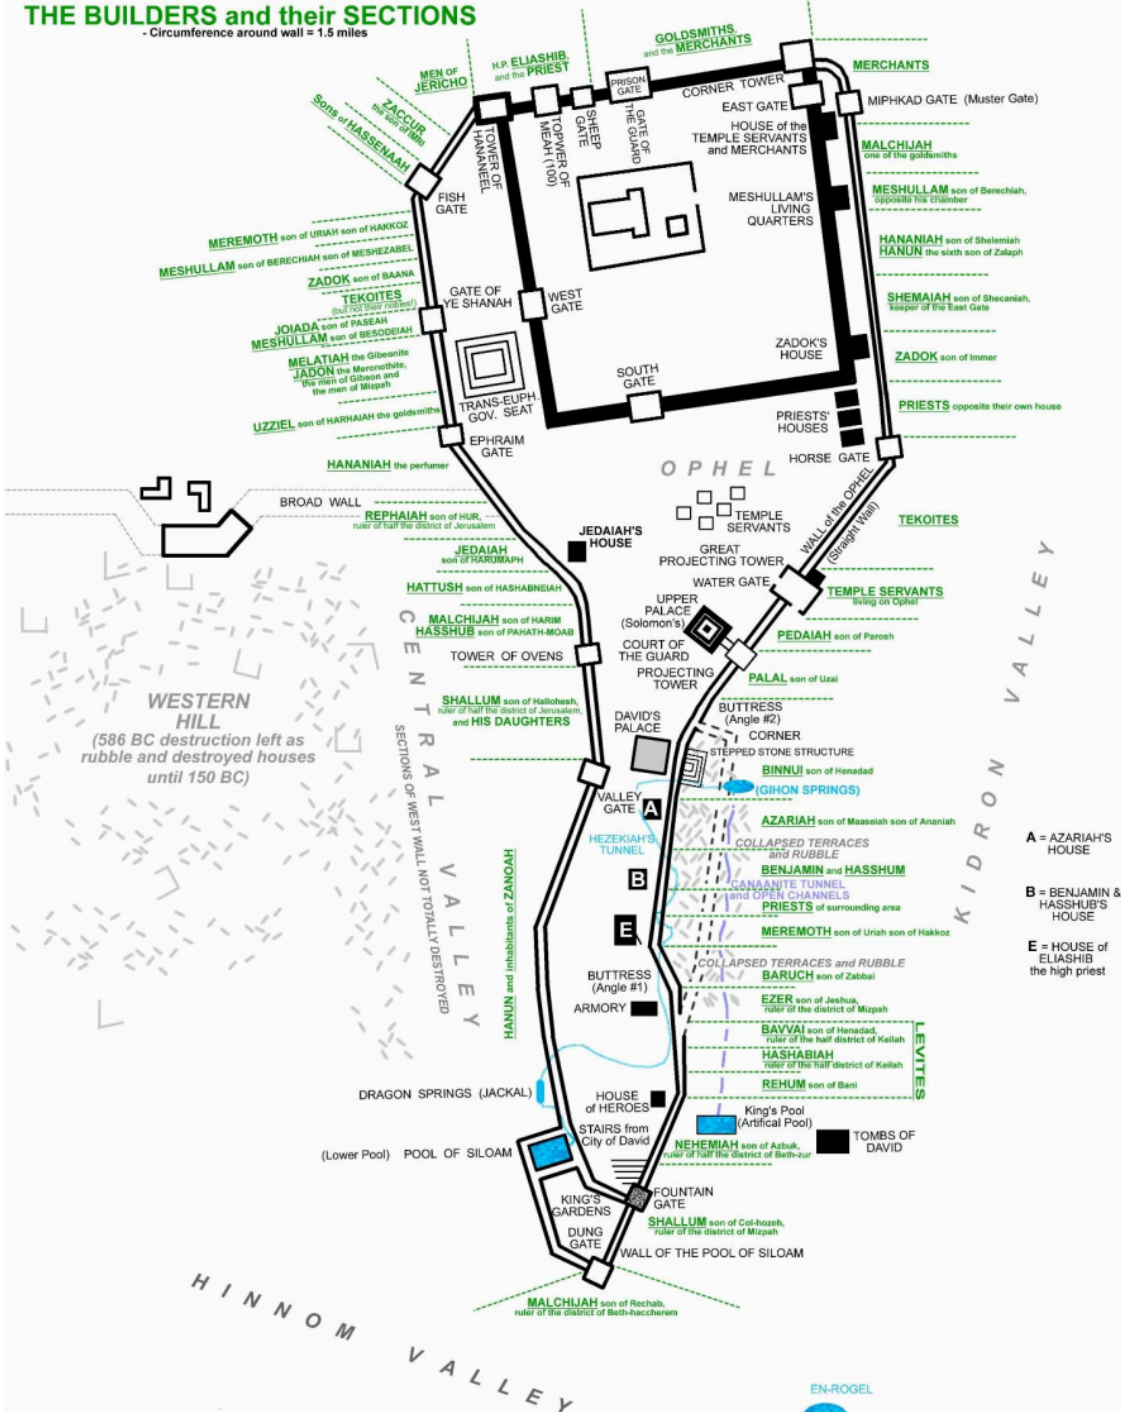 THE BUILDERS and their SECTIONS
- Circumference around wall = 1.5 miles
MEN OF
JERICHO
H.P. ELIASHIB,
and the PRIEST
GOLDSMITHS,
and the MERCHANTS
MERCHANTS
ZACCUR
the son of IMRI
Sons of HASSENAAH
PRISON
GATE
CORNER TOWER
EAST GATE
MIPHKAD GATE (Muster Gate)
TOWER OF
HANANEEL
TOPWER OF
MEAH (100)
SHEEP
GATE
GATE OF
THE GUARD
HOUSE of the
TEMPLE SERVANTS
and MERCHANTS
MALCHIJAH
one of the goldsmiths
FISH
GATE
MESHULLAM'S
LIVING
QUARTERS
MESHULLAM son of Berechiah,
opposite his chamber
MEREMOTH son of URIAH son of HAKKOZ
MESHULLAM son of BERECHIAH son of MESHEZABEL
HANANIAH son of Shelemiah
HANUN the sixth son of Zalaph
ZADOK son of BAANA
TEKOITES
(but not their nobles!)
GATE OF
YE SHANAH
WEST
GATE
SHEMAIAH son of Shecaniah,
keeper of the East Gate
JOIADA son of PASEAH
MESHULLAM son of BESODEIAH
ZADOK'S
HOUSE
ZADOK son of Immer
MELATIAH the Gibeonite
JADON the Meronothite,
the men of Gibeon and
the men of Mizpah
SOUTH
GATE
TRANS-EUPH.
GOV. SEAT
PRIESTS opposite their own house
UZZIEL son of HARHAIAH the goldsmiths
PRIESTS'
HOUSES
EPHRAIM
GATE
HORSE GATE
HANANIAH the perfumer
OPHEL
BROAD WALL
REPHAIAH son of HUR,
ruler of half the district of Jerusalem
TEMPLE
SERVANTS
WALL of the OPHEL
(Straight Wall)
TEKOITES
JEDAIAH'S
HOUSE
JEDAIAH
son of HARUMAPH
GREAT
PROJECTING TOWER
WATER GATE
HATTUSH son of HASHABNEIAH
TEMPLE SERVANTS
living on Ophel
UPPER
PALACE
(Solomon's)
MALCHIJAH son of HARIM
HASSHUB son of PAHATH-MOAB
PEDAIAH son of Parosh
COURT OF
THE GUARD
TOWER OF OVENS
PROJECTING
TOWER
PALAL son of Uzai
SHALLUM son of Hallohesh,
ruler of half the district of Jerusalem,
and HIS DAUGHTERS
WESTERN
HILL
(586 BC destruction left as
rubble and destroyed houses
until 150 BC)
CENTRAL VALLEY
SECTIONS OF WEST WALL NOT TOTALLY DESTROYED
DAVID'S
PALACE
BUTTRESS
(Angle #2)
CORNER
STEPPED STONE STRUCTURE
BINNUI son of Henadad
(GIHON SPRINGS)
KIDRON VALLEY
VALLEY
GATE
A
HEZEKIAH'S
TUNNEL
AZARIAH son of Maaseiah son of Ananiah
COLLAPSED TERRACES
and RUBBLE
BENJAMIN and HASSHUM
CANAANITE TUNNEL
and OPEN CHANNELS
B
PRIESTS of surrounding area
E
MEREMOTH son of Uriah son of Hakkoz
COLLAPSED TERRACES and RUBBLE
BARUCH son of Zabbai
A = AZARIAH'S
HOUSE
B = BENJAMIN &
HASSHUB'S
HOUSE
E = HOUSE of
ELIASHIB
the high priest
HANUN and inhabitants of ZANOAH
BUTTRESS
(Angle #1)
ARMORY
EZER son of Jeshua,
ruler of the district of Mizpah
BAVVAI son of Henadad,
ruler of the half district of Keilah
HASHABIAH
ruler of the half district of Keilah
REHUM son of Bani
LEVITES
DRAGON SPRINGS (JACKAL)
HOUSE
of HEROES
King's Pool
(Artifical Pool)
STAIRS from
City of David
NEHEMIAH son of Azbuk,
ruler of half the district of Beth-zur
TOMBS OF
DAVID
(Lower Pool) POOL OF SILOAM
KING'S
GARDENS
FOUNTAIN
GATE
SHALLUM son of Col-hozeh,
ruler of the district of Mizpah
DUNG
GATE
WALL OF THE POOL OF SILOAM
MALCHIJAH son of Rechab,
ruler of the district of Beth-haccherem
HINNOM VALLEY
EN-ROGEL